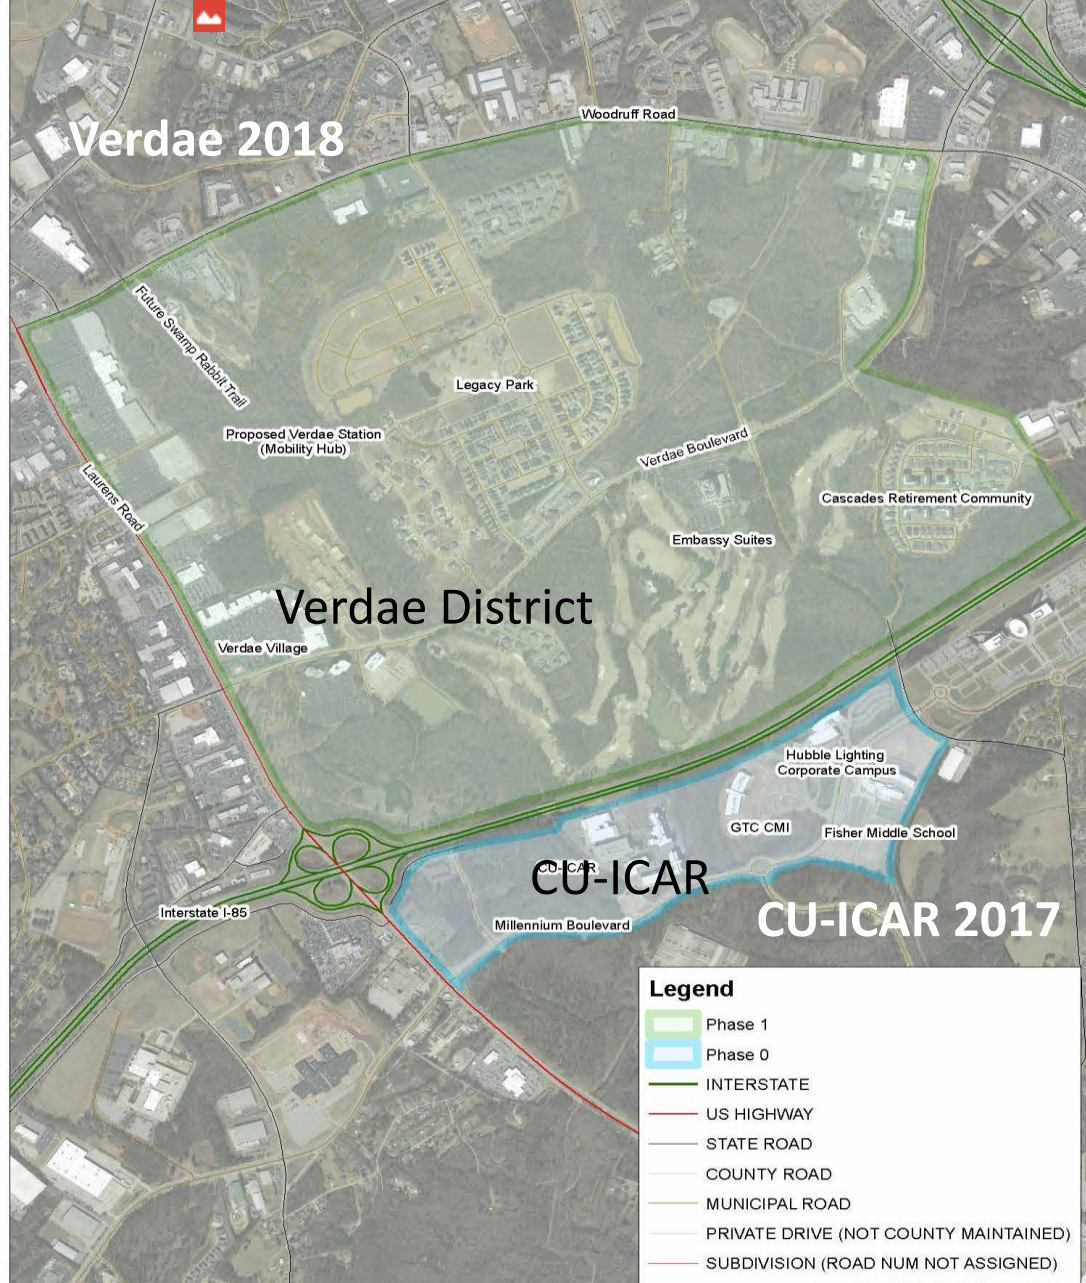 Woodruff Road
Verdae 2018
Future Swamp Rabbit Trail
Legacy Park
Proposed Verdae Station
(Mobility Hub)
Verdae Boulevard
Laurens Road
Cascades Retirement Community
Embassy Suites
Verdae District
Verdae Village
Hubble Lighting
Corporate Campus
GTC CMI
Fisher Middle School
CU-ICAR
CU-ICAR
Interstate I-85
Millennium Boulevard
CU-ICAR 2017
Legend
Phase 1
Phase 0
INTERSTATE
US HIGHWAY
STATE ROAD
COUNTY ROAD
MUNICIPAL ROAD
PRIVATE DRIVE (NOT COUNTY MAINTAINED)
SUBDIVISION (ROAD NUM NOT ASSIGNED)